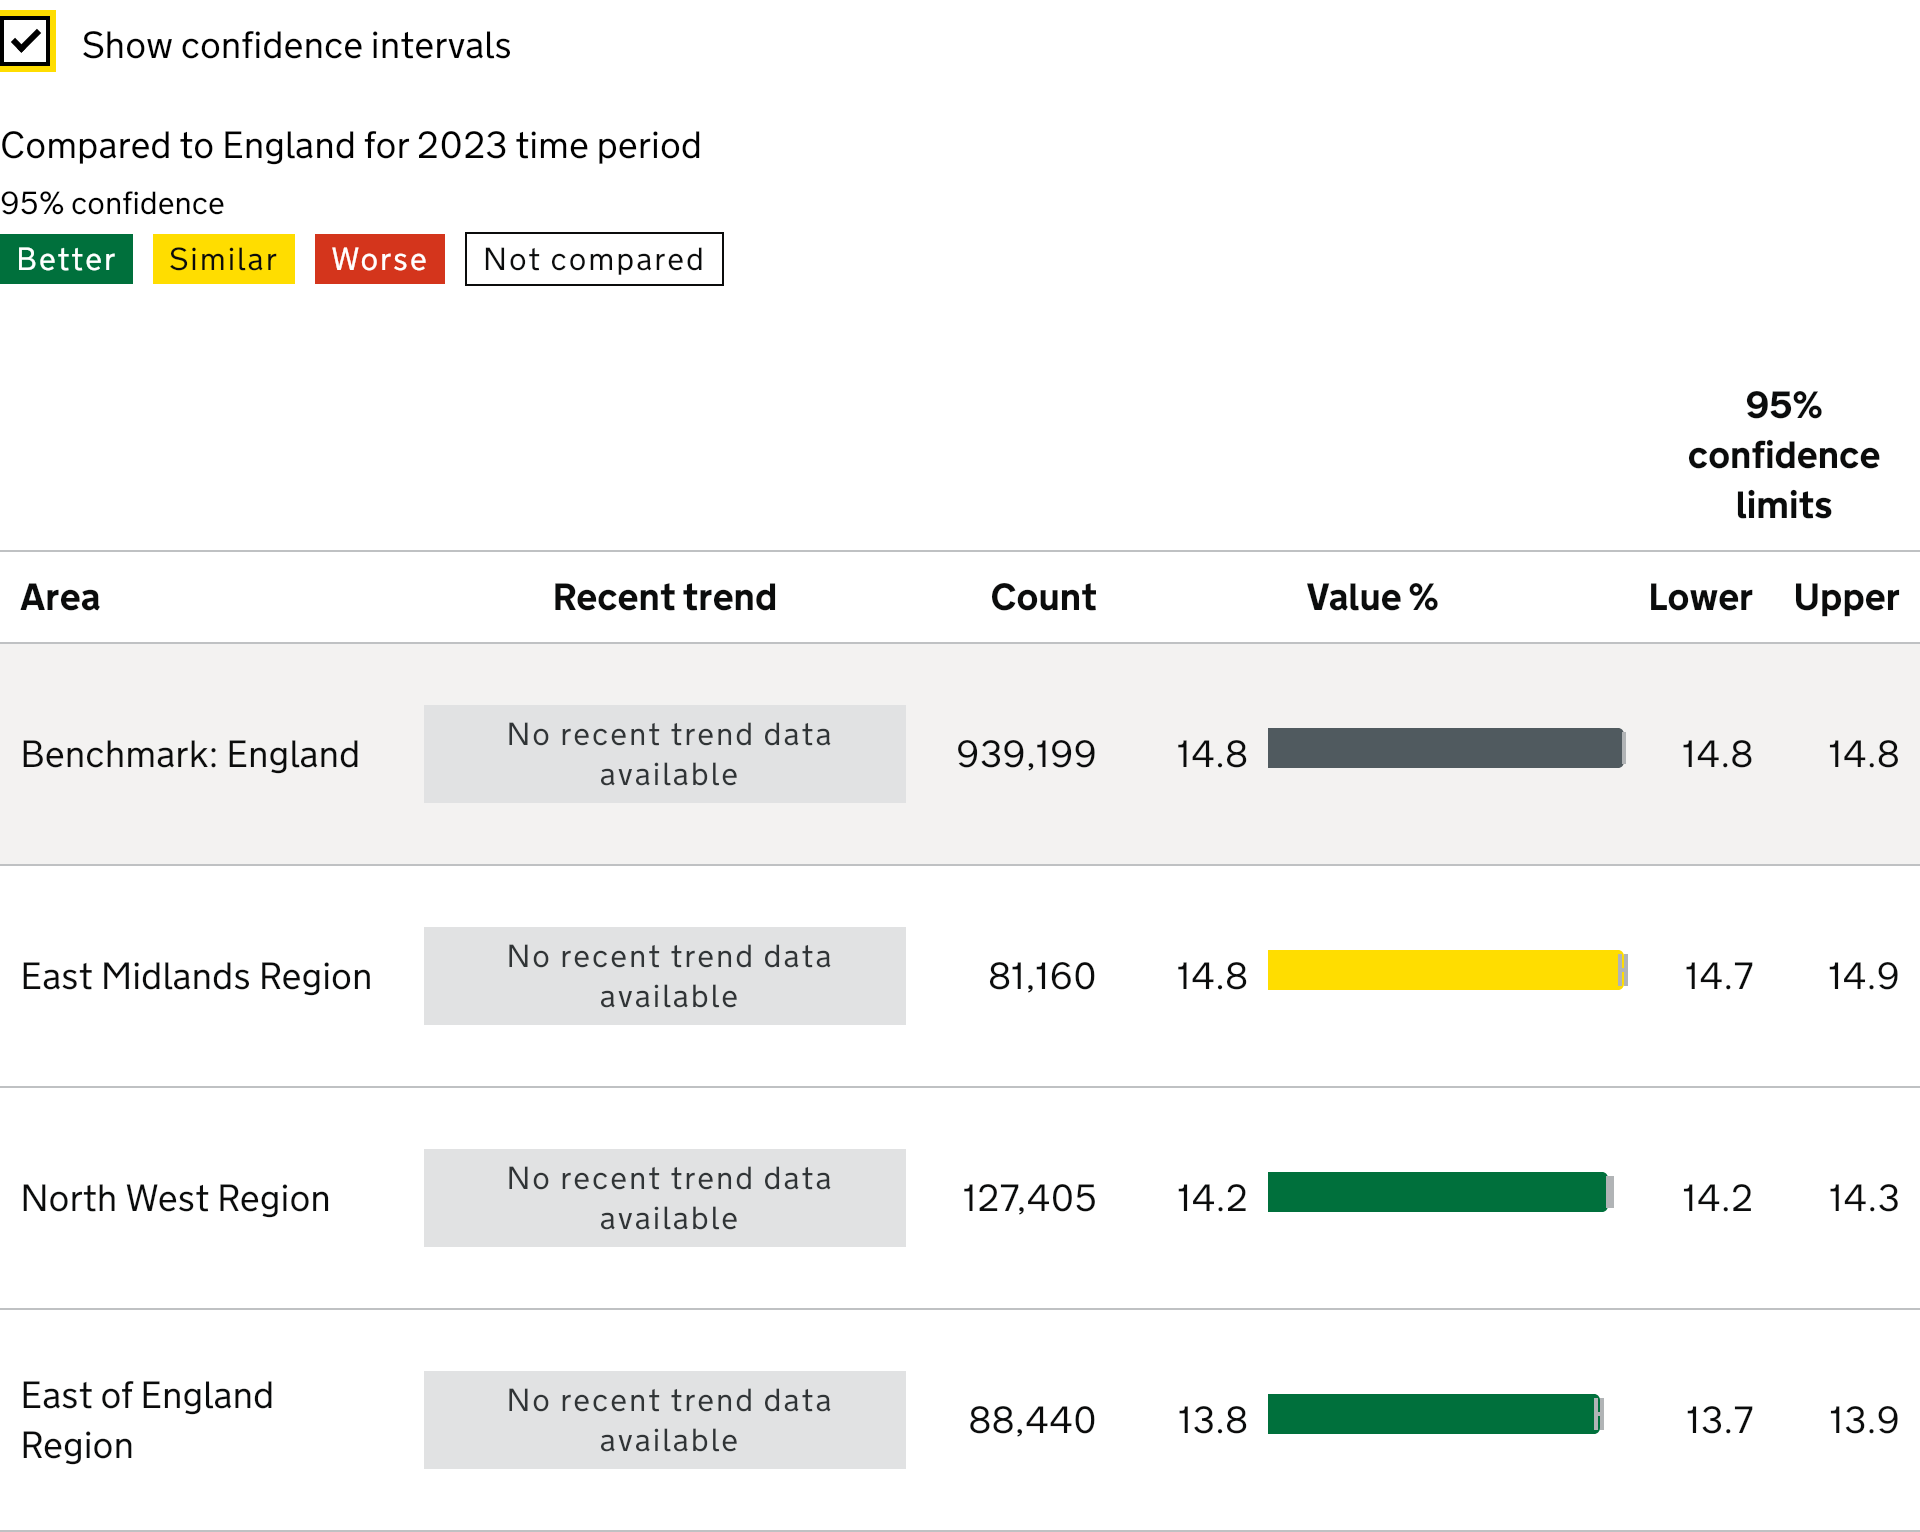 Show confidence intervals
Compared to England for 2023 time period
95% confidence
Better Similar Worse Not compared
95%
confidence
limits
Area Recent trend Count Value % Lower Upper
Benchmark: England No recent trend data available 939,199 14.8 14.8 14.8
East Midlands Region No recent trend data available 81,160 14.8 14.7 14.9
North West Region No recent trend data available 127,405 14.2 14.2 14.3
East of England Region No recent trend data available 88,440 13.8 13.7 13.9